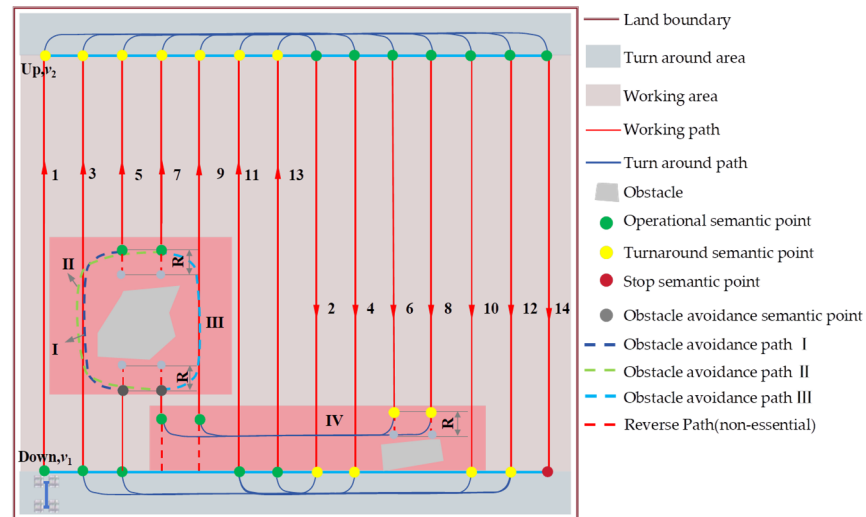 Up,v₂
1
3
5
7
9
11
13
R
II
III
I
2
4
6
8
10
12
14
R
IV
R
Down,v₁
Land boundary
Turn around area
Working area
Working path
Turn around path
Obstacle
Operational semantic point
Turnaround semantic point
Stop semantic point
Obstacle avoidance semantic point
Obstacle avoidance path I
Obstacle avoidance path II
Obstacle avoidance path III
Reverse Path(non-essential)